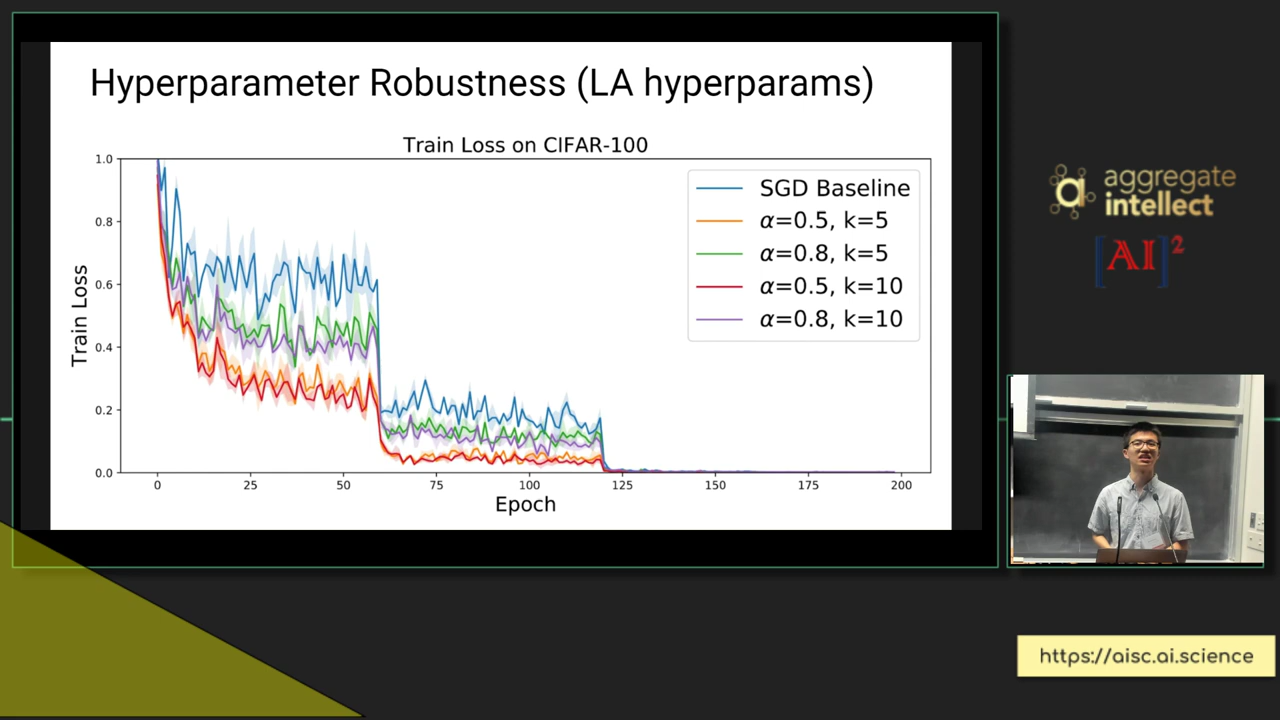 Hyperparameter Robustness (LA hyperparams)
Train Loss on CIFAR-100
1.0
0.8
0.6
0.4
0.2
0.0
Train Loss
0
25
50
75
100
125
150
175
200
Epoch
SGD Baseline
α=0.5, k=5
α=0.8, k=5
α=0.5, k=10
α=0.8, k=10
a
aggregate
intellect
[AI]²
https://aisc.ai.science